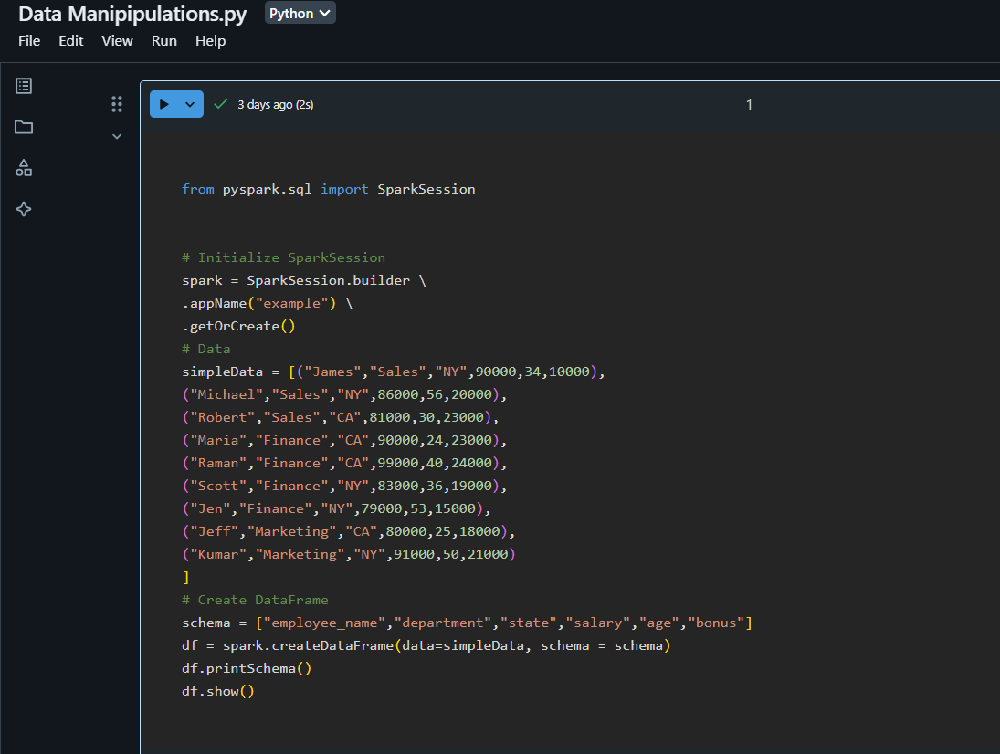 Data Manipipulations.py
Python
File Edit View Run Help
3 days ago (2s)
1
from pyspark.sql import SparkSession
# Initialize SparkSession
spark = SparkSession.builder \
.appName("example") \
.getOrCreate()
# Data
simpleData = [("James","Sales","NY",90000,34,10000),
("Michael","Sales","NY",86000,56,20000),
("Robert","Sales","CA",81000,30,23000),
("Maria","Finance","CA",90000,24,23000),
("Raman","Finance","CA",99000,40,24000),
("Scott","Finance","NY",83000,36,19000),
("Jen","Finance","NY",79000,53,15000),
("Jeff","Marketing","CA",80000,25,18000),
("Kumar","Marketing","NY",91000,50,21000)
]
# Create DataFrame
schema = ["employee_name","department","state","salary","age","bonus"]
df = spark.createDataFrame(data=simpleData, schema = schema)
df.printSchema()
df.show()